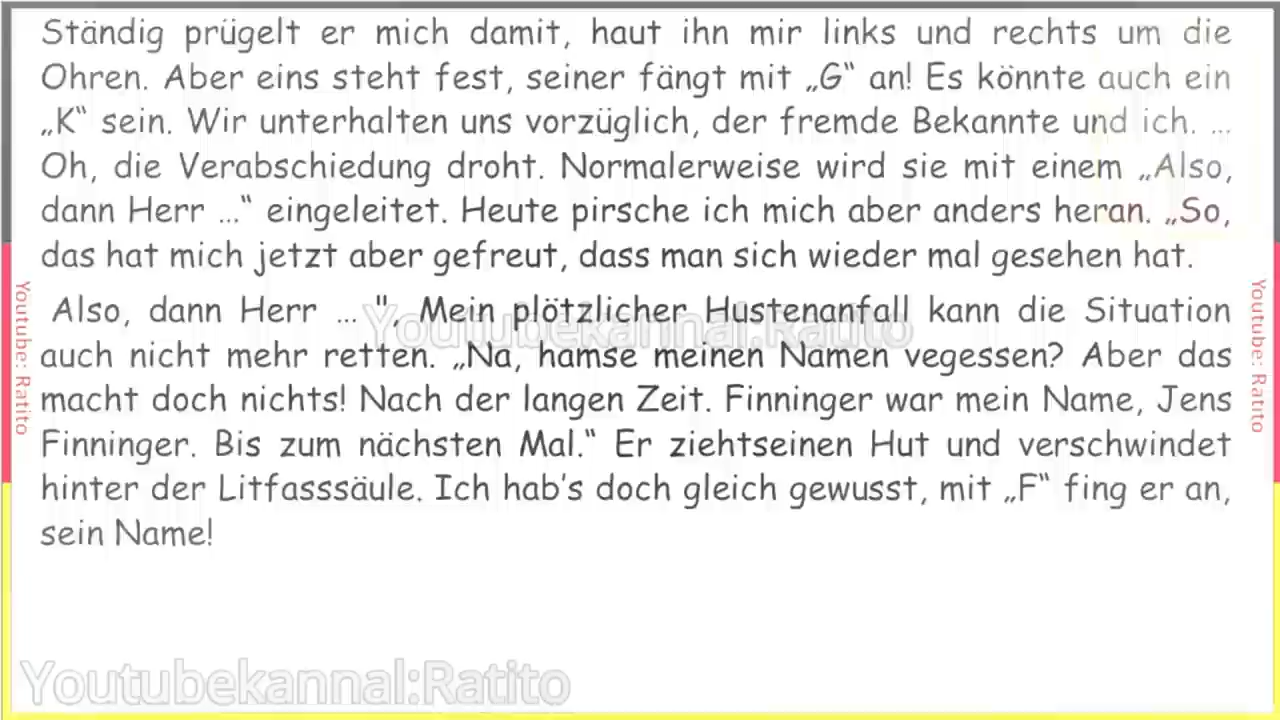 Ständig prügelt er mich damit, haut ihn mir links und rechts um die
Ohren. Aber eins steht fest, seiner fängt mit „G“ an! Es könnte auch ein
„K“ sein. Wir unterhalten uns vorzüglich, der fremde Bekannte und ich. ...
Oh, die Verabschiedung droht. Normalerweise wird sie mit einem „Also,
dann Herr ...“ eingeleitet. Heute pirsche ich mich aber anders heran. „So,
das hat mich jetzt aber gefreut, dass man sich wieder mal gesehen hat.
Also, dann Herr ...", Mein plötzlicher Hustenanfall kann die Situation
auch nicht mehr retten. „Na, hamse meinen Namen vegessen? Aber das
macht doch nichts! Nach der langen Zeit. Finninger war mein Name, Jens
Finninger. Bis zum nächsten Mal.“ Er ziehtseinen Hut und verschwindet
hinter der Litfasssäule. Ich hab’s doch gleich gewusst, mit „F“ fing er an,
sein Name!
Youtubekannal:Ratito
Youtube: Ratito
Youtube: Ratito
Youtubekannal:Ratito